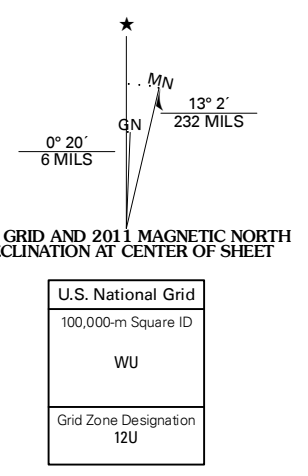 ★
MN
GN
13° 2´
232 MILS
0° 20´
6 MILS
GRID AND 2011 MAGNETIC NORTH
CLINATION AT CENTER OF SHEET
U.S. National Grid
100,000-m Square ID
WU
Grid Zone Designation
12U